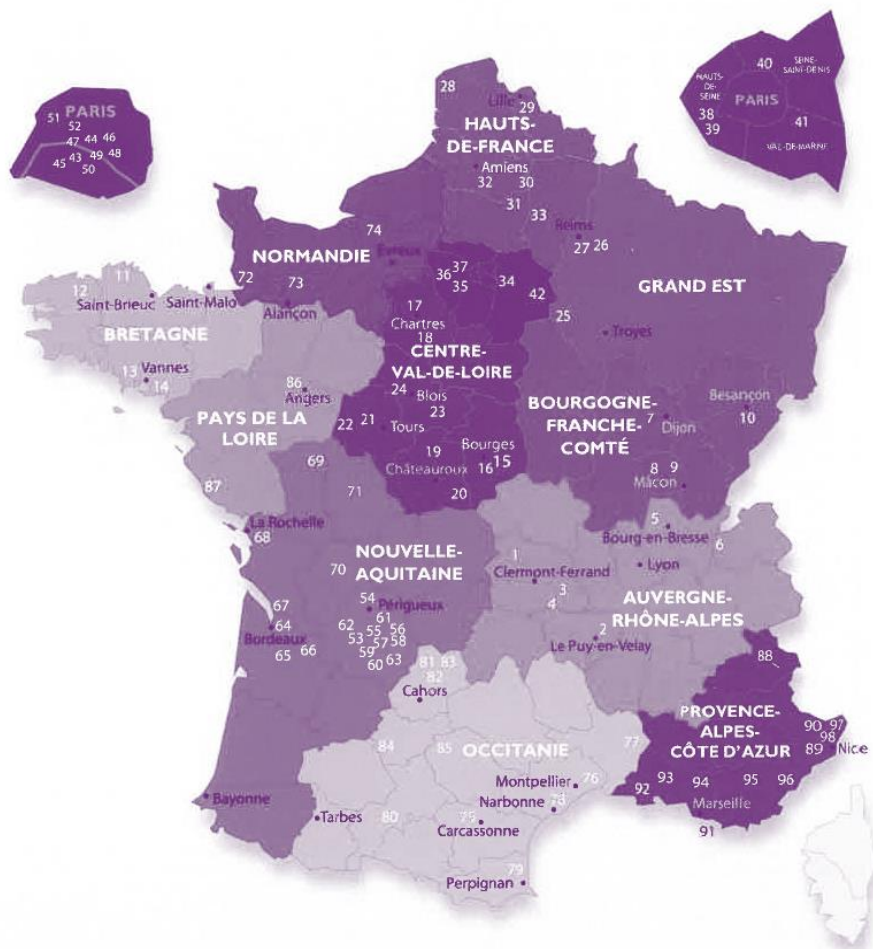 PARIS
51
52
47 44 46
45 43 49 48
50
40
SEINE-
SAINT-DENIS
HAUTS-
DE-
SEINE
38
39
PARIS
41
VAL-DE-MARNE
28
Lille
29
HAUTS-
DE-FRANCE
Amiens
32 30
31
33
Reims
27 26
74
NORMANDIE
Évreux
72
73
Alançon
37
36
35
34
42
GRAND EST
25
Troyes
11
12
Saint-Brieuc
Saint-Malo
BRETAGNE
13 Vannes
14
17
Chartres
18
CENTRE-
VAL-DE-LOIRE
24
Blois
23
22 21
Tours
19
Bourges
16 15
Châteauroux
20
86
Angers
PAYS DE LA
LOIRE
87
BOURGOGNE-
FRANCHE-
COMTÉ
7
Dijon
Besançon
10
8 9
Mâcon
69
71
La Rochelle
68
NOUVELLE-
AQUITAINE
70
54
Périgueux
67
64
Bordeaux
65
66
61
62 55 56
53 57 58
59
60 63
5
Bourg-en-Bresse
6
1
Clermont-Ferrand
Lyon
3
4
AUVERGNE-
RHÔNE-ALPES
2
Le Puy-en-Velay
81 83
82
Cahors
84
85
OCCITANIE
77
Montpellier
76
Narbonne
78
75
Carcassonne
80
Tarbes
Bayonne
79
Perpignan
88
PROVENCE-
ALPES-
CÔTE D'AZUR
90 97
98
89
Nice
92
93
94
95
96
Marseille
91